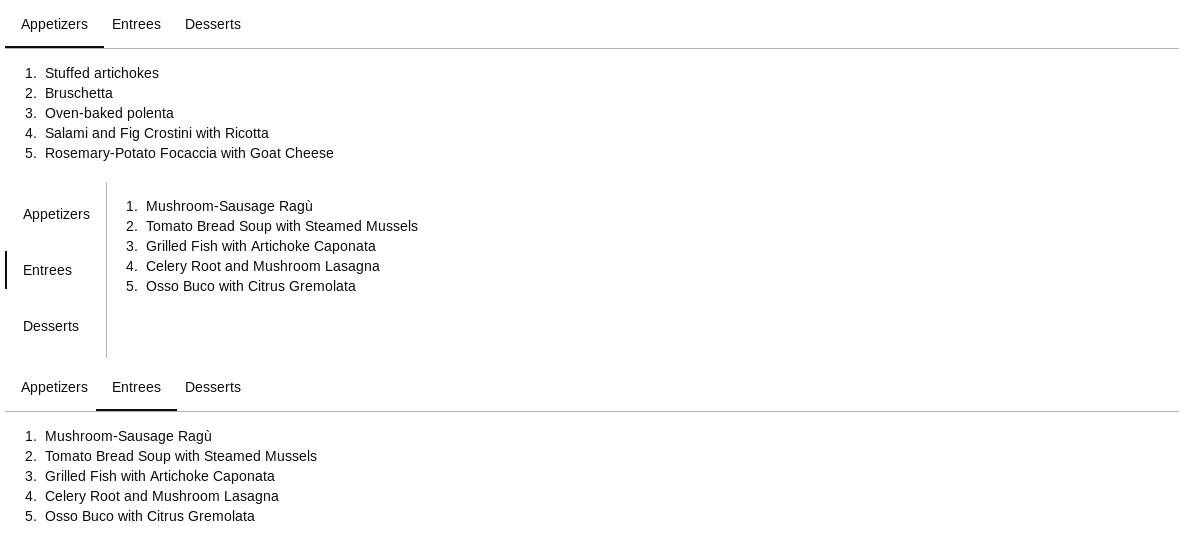 Appetizers Entrees Desserts
1. Stuffed artichokes
2. Bruschetta
3. Oven-baked polenta
4. Salami and Fig Crostini with Ricotta
5. Rosemary-Potato Focaccia with Goat Cheese
Appetizers
Entrees
Desserts
1. Mushroom-Sausage Ragù
2. Tomato Bread Soup with Steamed Mussels
3. Grilled Fish with Artichoke Caponata
4. Celery Root and Mushroom Lasagna
5. Osso Buco with Citrus Gremolata
Appetizers Entrees Desserts
1. Mushroom-Sausage Ragù
2. Tomato Bread Soup with Steamed Mussels
3. Grilled Fish with Artichoke Caponata
4. Celery Root and Mushroom Lasagna
5. Osso Buco with Citrus Gremolata